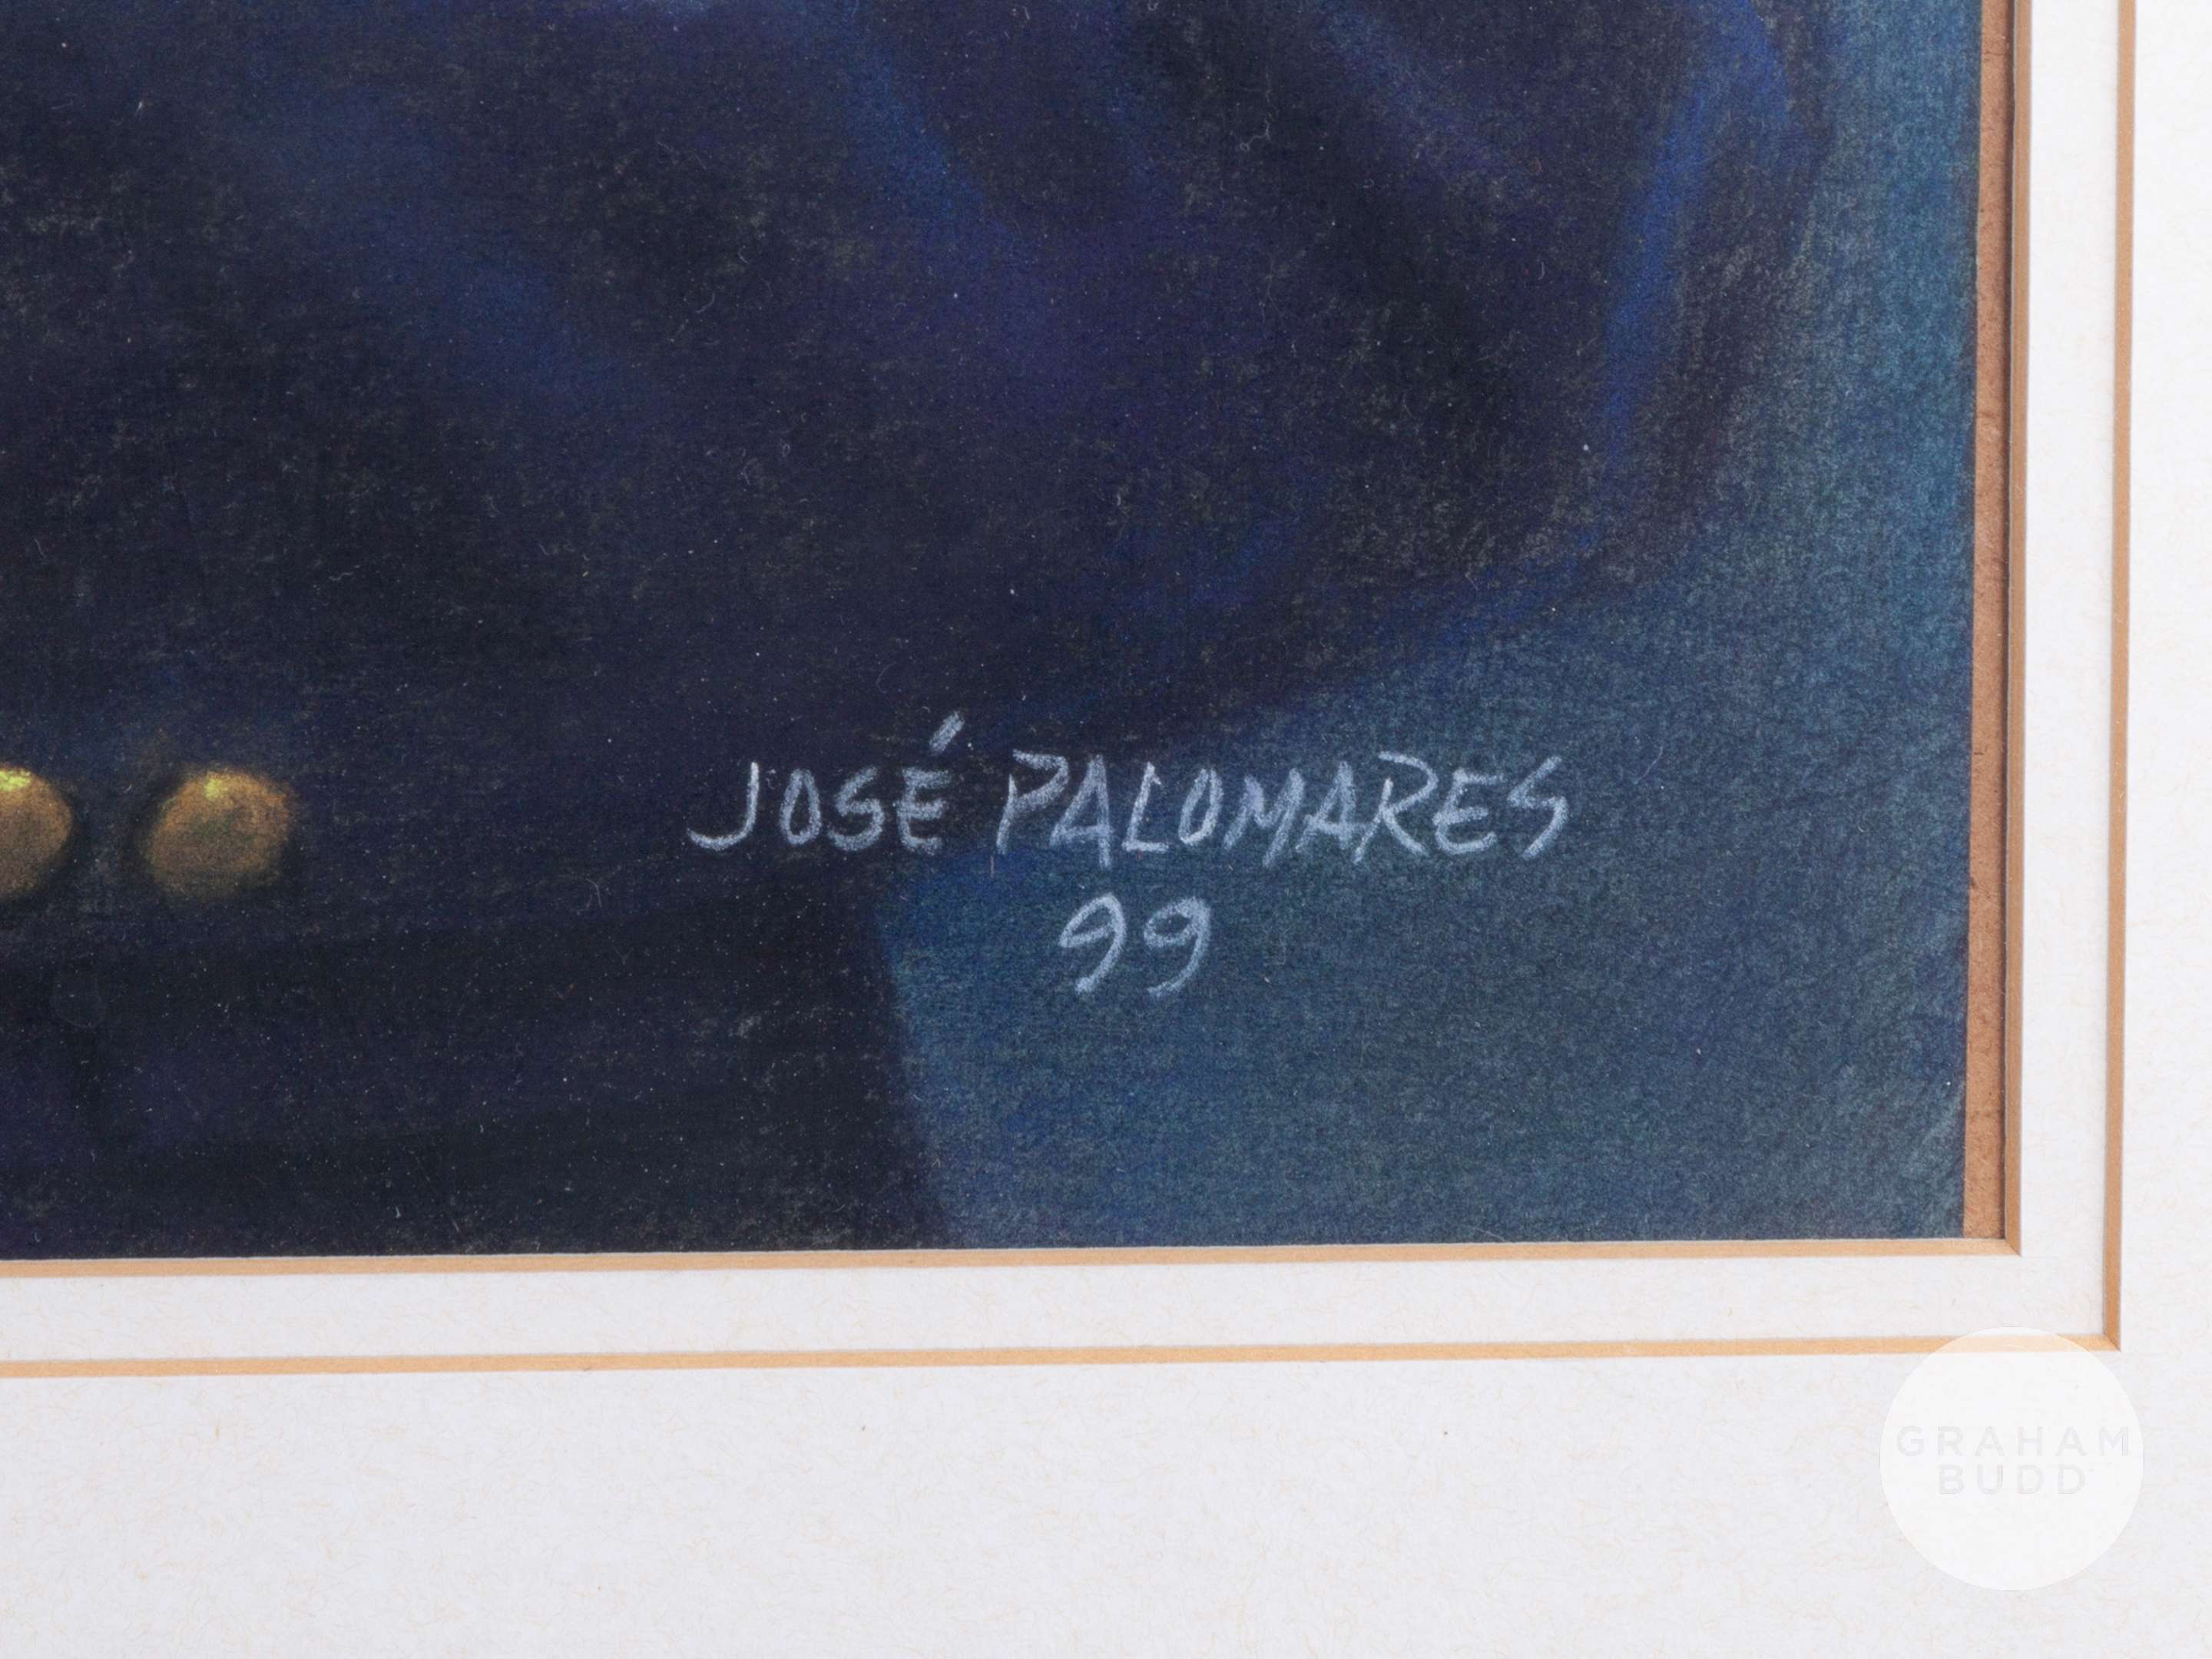 JOSÉ PALOMARES
99
GRAHAM
BUDD